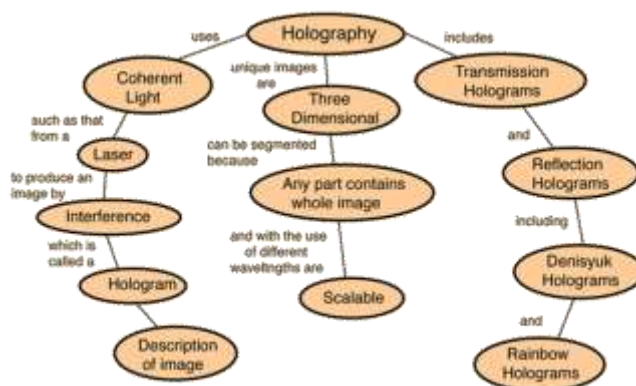 Holography
uses
includes
Coherent
Light
unique images
are
Transmission
Holograms
Three
Dimensional
such as that
from a
and
can be segmented
because
Laser
Reflection
Holograms
to produce an
image by
Any part contains
whole image
Interference
including
which is
called a
and with the use
of different
waveltngths are
Denisyuk
Holograms
Hologram
Scalable
and
Description
of image
Rainbow
Holograms